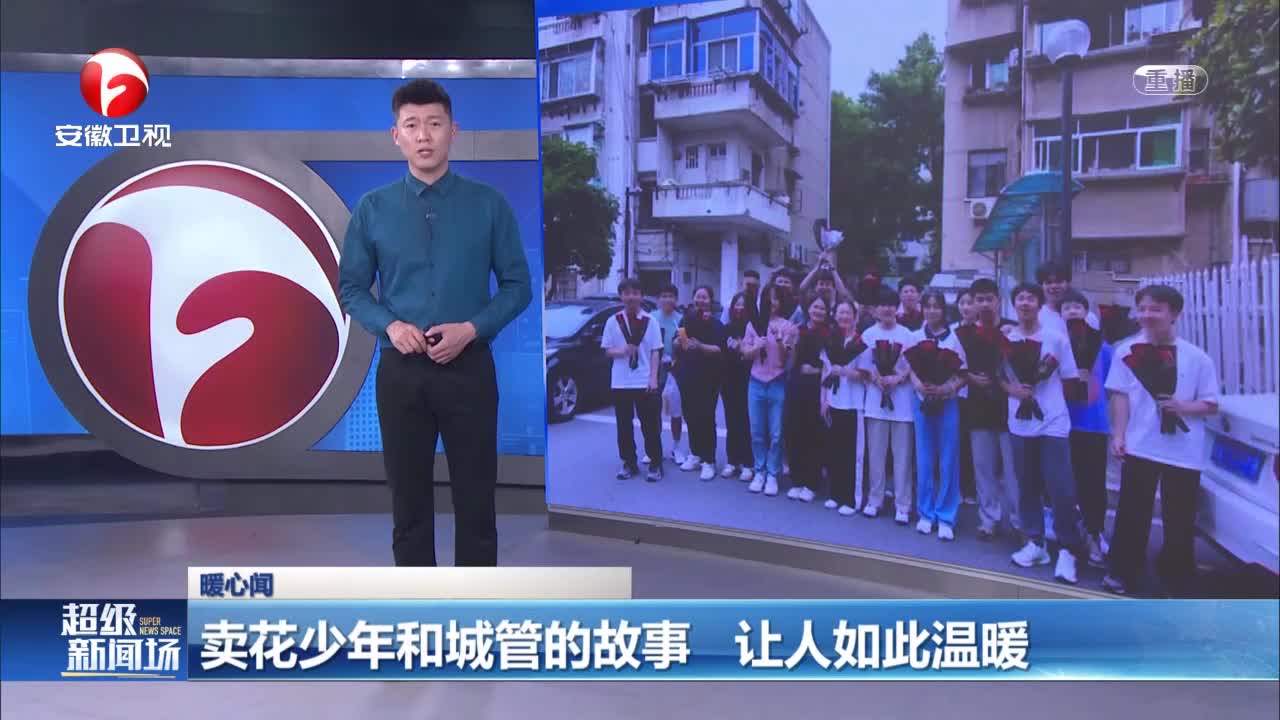 安徽卫视
重播
暖心闻
超级
新闻场
SUPER
NEWS SPACE
卖花少年和城管的故事 让人如此温暖